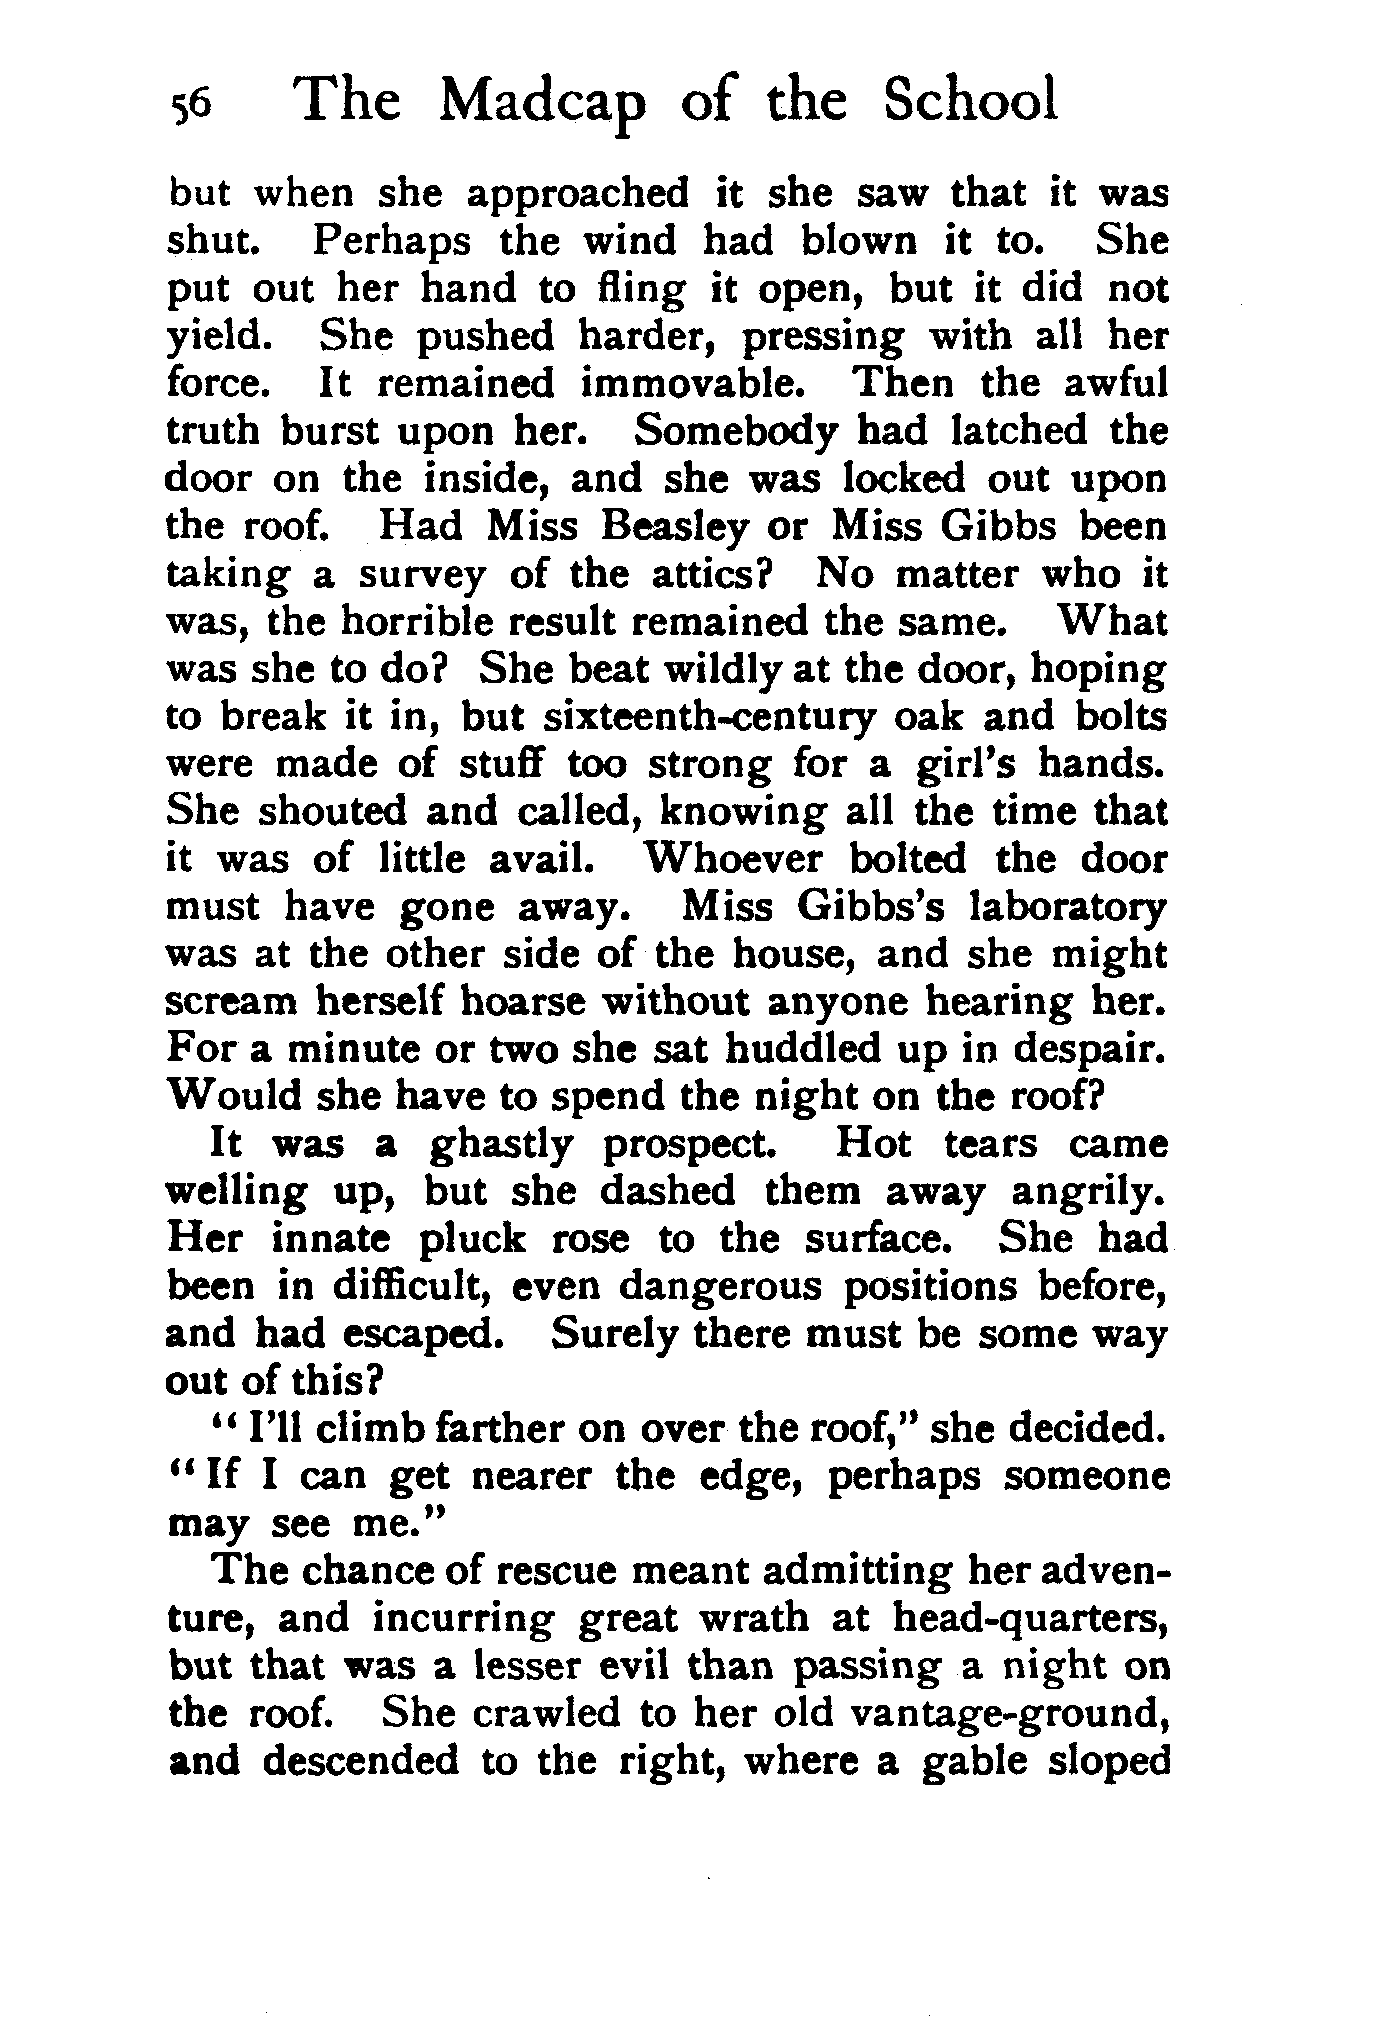 56 The Madcap of the School
but when she approached it she saw that it was
shut. Perhaps the wind had blown it to. She
put out her hand to fling it open, but it did not
yield. She pushed harder, pressing with all her
force. It remained immovable. Then the awful
truth burst upon her. Somebody had latched the
door on the inside, and she was locked out upon
the roof. Had Miss Beasley or Miss Gibbs been
taking a survey of the attics? No matter who it
was, the horrible result remained the same. What
was she to do? She beat wildly at the door, hoping
to break it in, but sixteenth-century oak and bolts
were made of stuff too strong for a girl's hands.
She shouted and called, knowing all the time that
it was of little avail. Whoever bolted the door
must have gone away. Miss Gibbs's laboratory
was at the other side of the house, and she might
scream herself hoarse without anyone hearing her.
For a minute or two she sat huddled up in despair.
Would she have to spend the night on the roof?
It was a ghastly prospect. Hot tears came
welling up, but she dashed them away angrily.
Her innate pluck rose to the surface. She had
been in difficult, even dangerous positions before,
and had escaped. Surely there must be some way
out of this?
"I'll climb farther on over the roof," she decided.
"If I can get nearer the edge, perhaps someone
may see me."
The chance of rescue meant admitting her adven-
ture, and incurring great wrath at head-quarters,
but that was a lesser evil than passing a night on
the roof. She crawled to her old vantage-ground,
and descended to the right, where a gable sloped